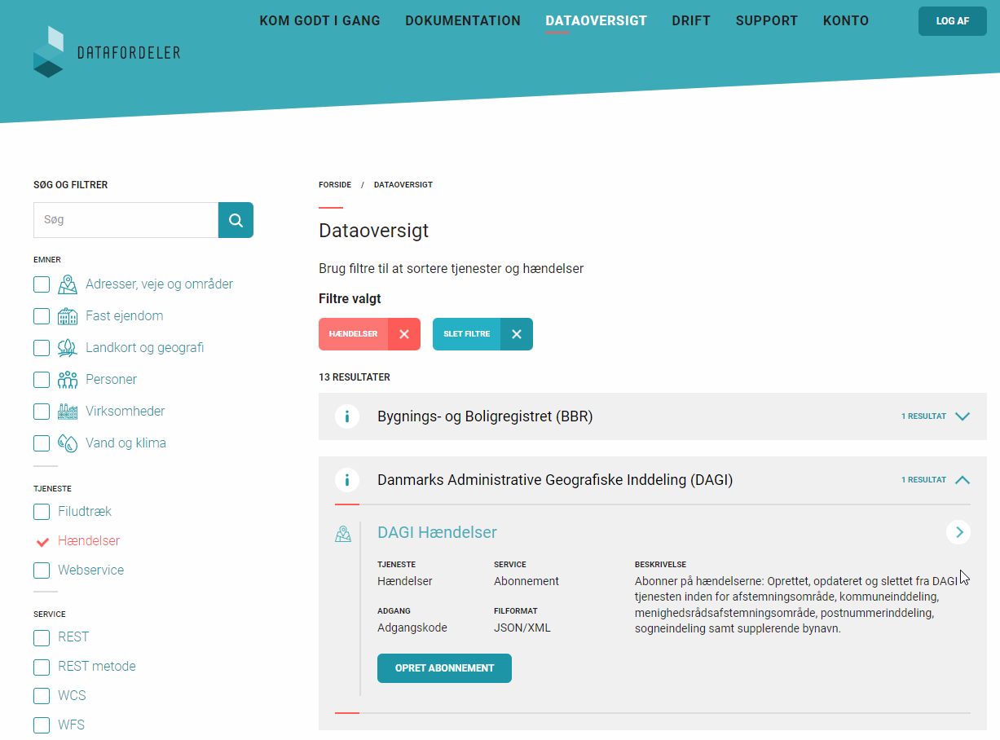 KOM GODT I GANG
DOKUMENTATION
DATAOVERSIGT
DRIFT
SUPPORT
KONTO
LOG AF
DATAFORDELER
SØG OG FILTRER
Søg
EMNER
Adresser, veje og områder
Fast ejendom
Landkort og geografi
Personer
Virksomheder
Vand og klima
TJENESTE
Filudtræk
Hændelser
Webservice
SERVICE
REST
REST metode
WCS
WFS
FORSIDE / DATAOVERSIGT
Dataoversigt
Brug filtre til at sortere tjenester og hændelser
Filtre valgt
HÆNDELSER
SLET FILTRE
13 RESULTATER
Bygnings- og Boligregistret (BBR)
1 RESULTAT
Danmarks Administrative Geografiske Inddeling (DAGI)
1 RESULTAT
DAGI Hændelser
TJENESTE
Hændelser
SERVICE
Abonnement
ADGANG
Adgangskode
FILFORMAT
JSON/XML
BESKRIVELSE
Abonner på hændelserne: Oprettet, opdateret og slettet fra DAGI
tjenesten inden for afstemningsområde, kommuneinddeling,
menighedsrådsafstemningsområde, postnummerinddeling,
sogneindeling samt supplerende bynavn.
OPRET ABONNEMENT